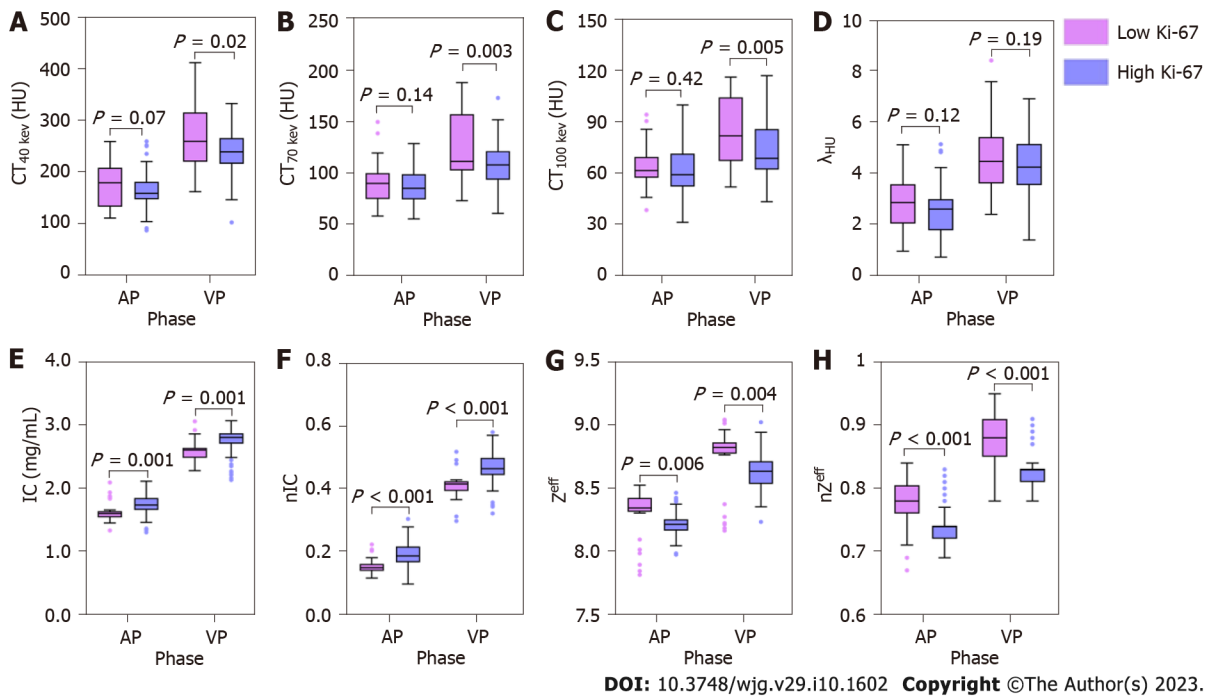 A
B
C
D
Low Ki-67
High Ki-67
500
400
300
200
100
0
CT40 kev (HU)
P = 0.07
P = 0.02
AP
VP
Phase
250
200
150
100
50
0
CT70 kev (HU)
P = 0.14
P = 0.003
AP
VP
Phase
150
120
90
60
30
0
CT100 kev (HU)
P = 0.42
P = 0.005
AP
VP
Phase
10
8
6
4
2
0
λHU
P = 0.12
P = 0.19
AP
VP
Phase
E
F
G
H
4.0
3.0
2.0
1.0
0.0
IC (mg/mL)
P = 0.001
P = 0.001
AP
VP
Phase
0.8
0.6
0.4
0.2
0.0
nIC
P < 0.001
P < 0.001
AP
VP
Phase
9.5
9.0
8.5
8.0
7.5
Zeff
P = 0.006
P = 0.004
AP
VP
Phase
1
0.9
0.8
0.7
0.6
nZeff
P < 0.001
P < 0.001
AP
VP
Phase
DOI: 10.3748/wjg.v29.i10.1602 Copyright ©The Author(s) 2023.